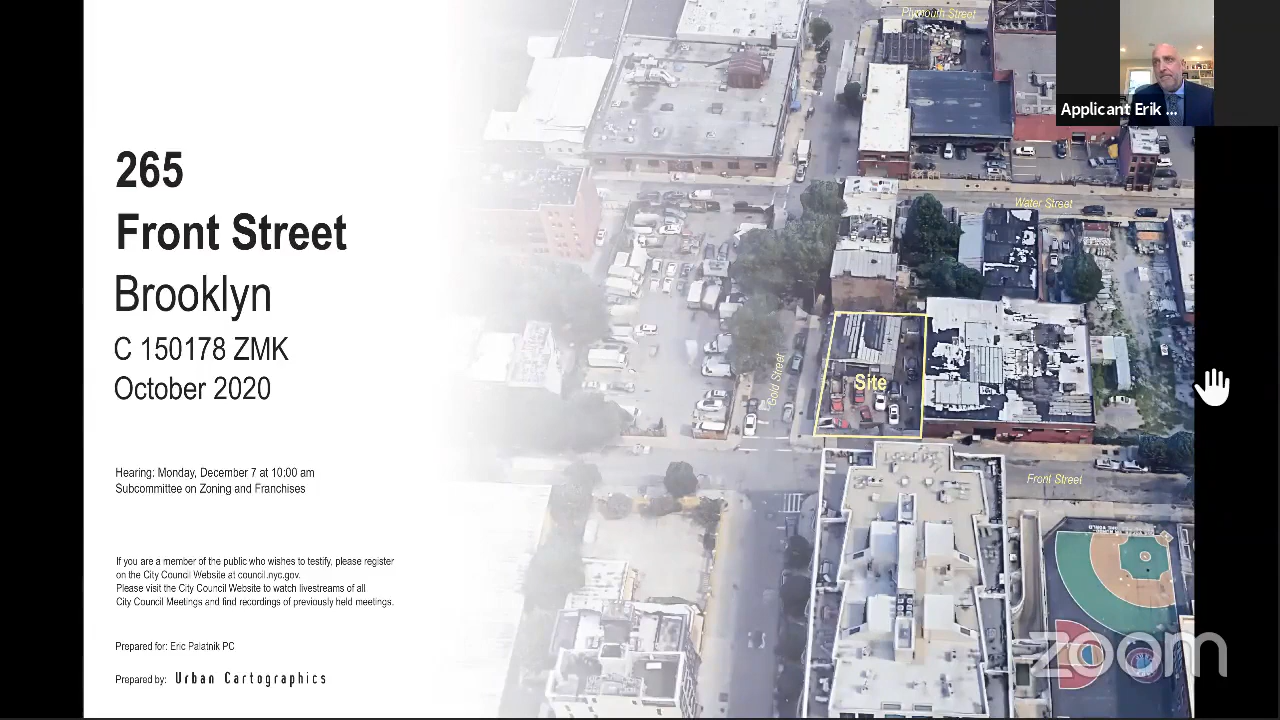 265
Front Street
Brooklyn
C 150178 ZMK
October 2020
Hearing: Monday, December 7 at 10:00 am
Subcommittee on Zoning and Franchises
If you are a member of the public who wishes to testify, please register
on the City Council Website at council.nyc.gov.
Please visit the City Council Website to watch livestreams of all
City Council Meetings and find recordings of previously held meetings.
Prepared for: Eric Palatnik PC
Prepared by: Urban Cartographics
Plymouth Street
Applicant Erik ...
Water Street
Gold Street
Site
Front Street
zoom